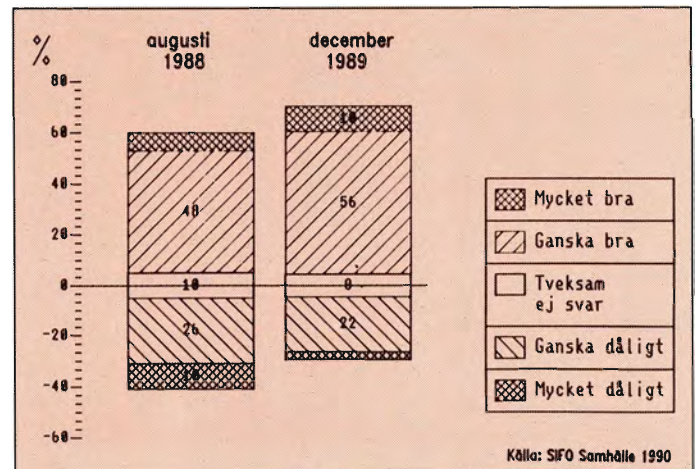 %
augusti
1988
december
1989
80
60
40
20
0
-20
-40
-60
48
10
26
10
56
22
Mycket bra
Ganska bra
Tveksam
ej svar
Ganska dåligt
Mycket dåligt
Källa: SIFO Samhälle 1990